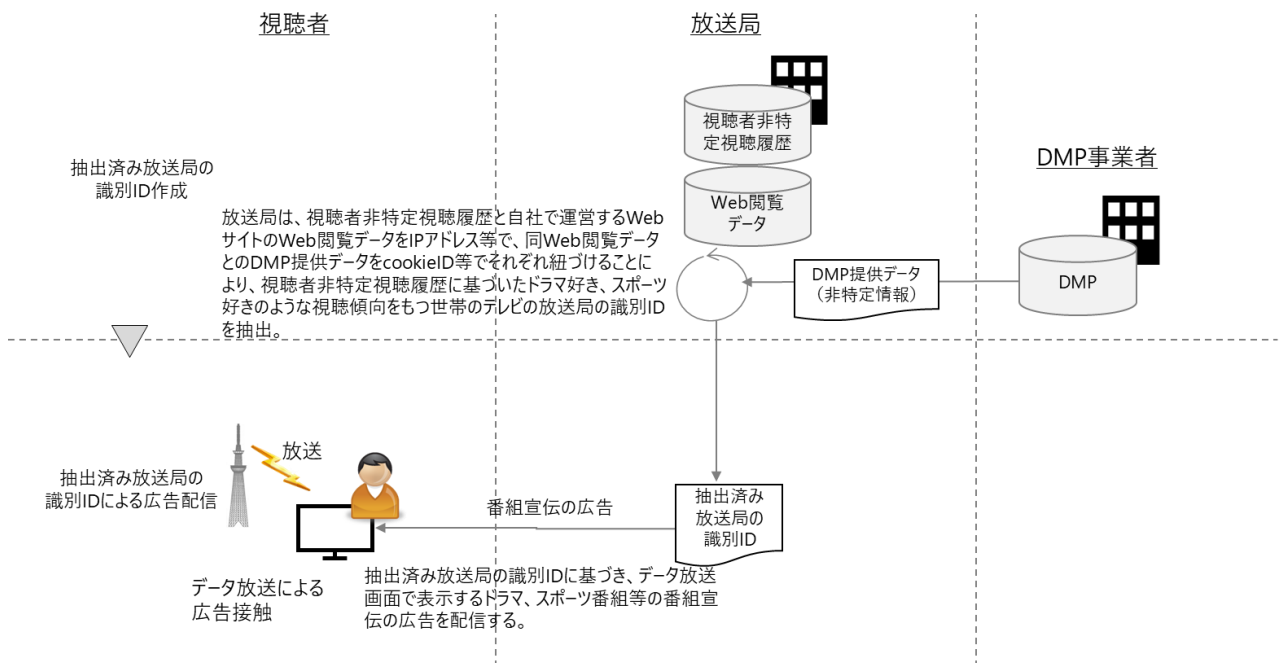 視聴者
放送局
視聴者非特
定視聴履歴
DMP事業者
抽出済み放送局の
識別ID作成
Web閲覧
データ
放送局は、視聴者非特定視聴履歴と自社で運営するWeb
サイトのWeb閲覧データをIPアドレス等で、同Web閲覧データ
とのDMP提供データをcookieID等でそれぞれ紐づけることに
より、視聴者非特定視聴履歴に基づいたドラマ好き、スポーツ
好きのような視聴傾向をもつ世帯のテレビの放送局の識別ID
を抽出。
DMP提供データ
（非特定情報）
DMP
放送
抽出済み放送局の
識別IDによる広告配信
番組宣伝の広告
抽出済み
放送局の
識別ID
データ放送による
広告接触
抽出済み放送局の識別IDに基づき、データ放送
画面で表示するドラマ、スポーツ番組等の番組宣
伝の広告を配信する。